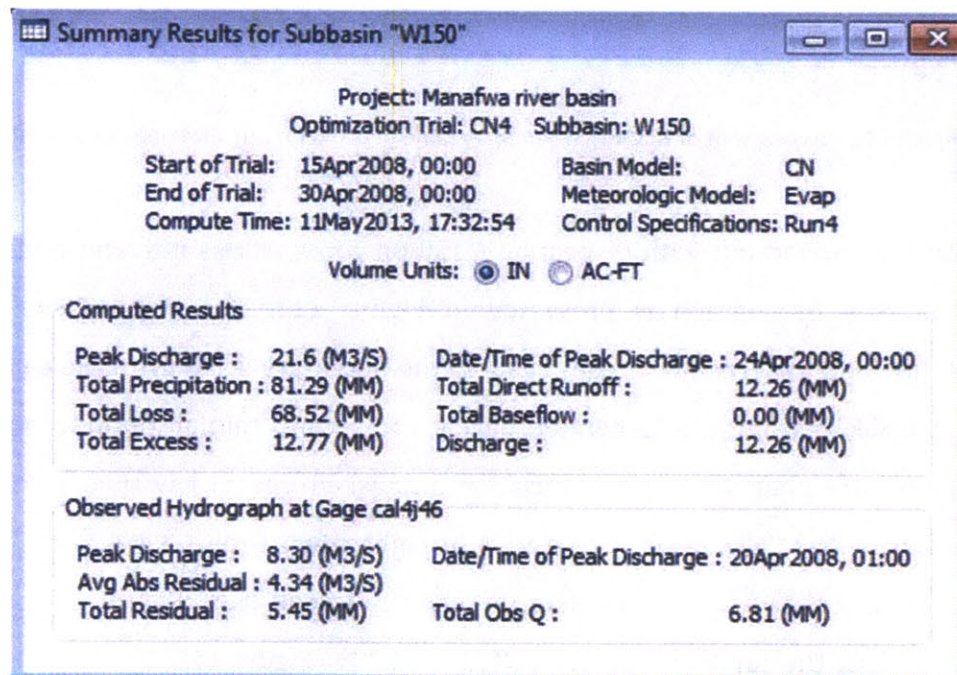 Summary Results for Subbasin "W150"
Project: Manafwa river basin
Optimization Trial: CN4 Subbasin: W150
Start of Trial: 15Apr2008, 00:00 Basin Model: CN
End of Trial: 30Apr2008, 00:00 Meteorologic Model: Evap
Compute Time: 11May2013, 17:32:54 Control Specifications: Run4
Volume Units: IN AC-FT
Computed Results
Peak Discharge : 21.6 (M3/S) Date/Time of Peak Discharge : 24Apr2008, 00:00
Total Precipitation : 81.29 (MM) Total Direct Runoff : 12.26 (MM)
Total Loss : 68.52 (MM) Total Baseflow : 0.00 (MM)
Total Excess : 12.77 (MM) Discharge : 12.26 (MM)
Observed Hydrograph at Gage cal4j46
Peak Discharge : 8.30 (M3/S) Date/Time of Peak Discharge : 20Apr2008, 01:00
Avg Abs Residual : 4.34 (M3/S)
Total Residual : 5.45 (MM) Total Obs Q : 6.81 (MM)